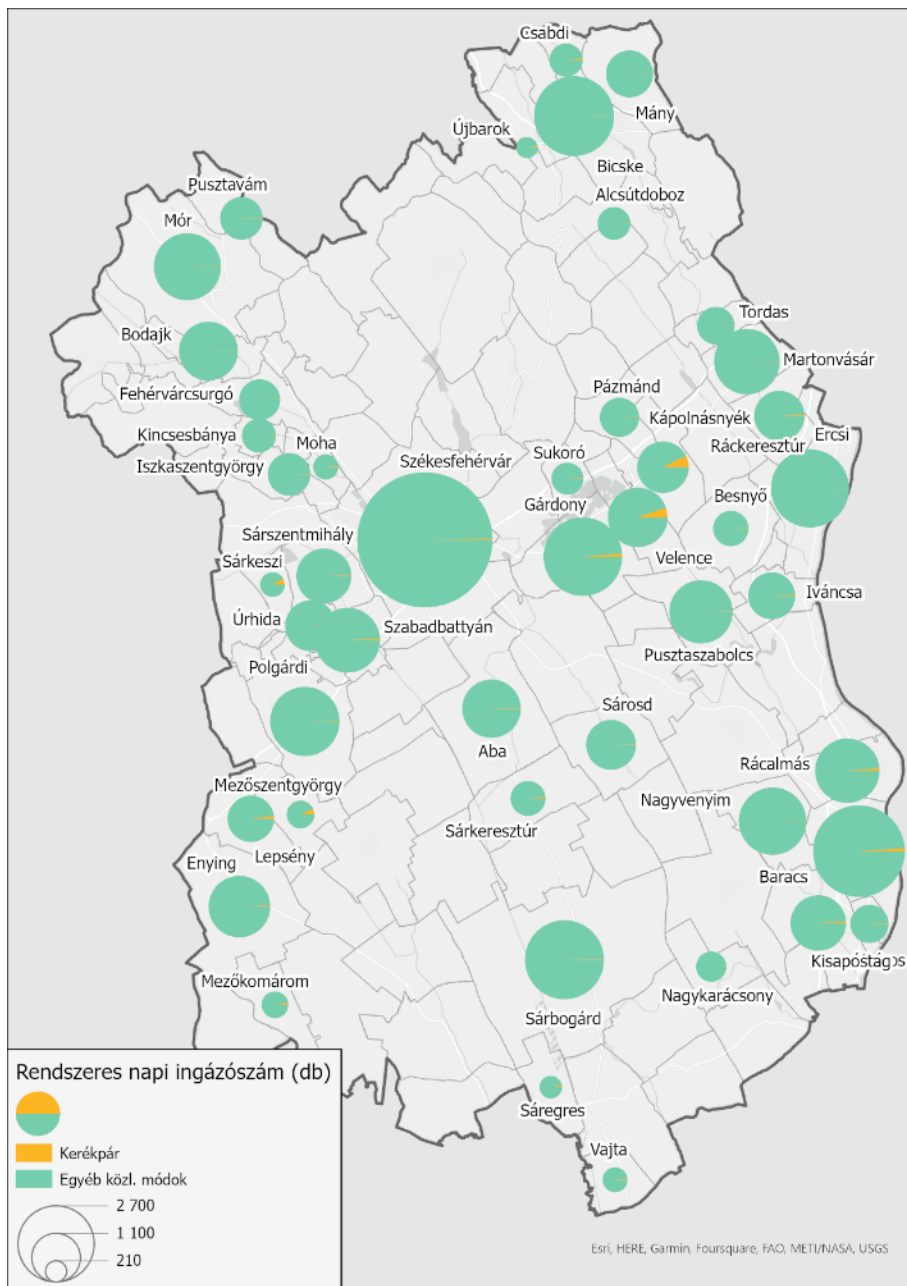 Csabdi
Mány
Újbarok
Bicske
Pusztavám
Alcsútdoboz
Mór
Tordas
Bodajk
Martonvásár
Pázmánd
Fehérvárcsurgó
Kápolnásnyék
Kincsesbánya
Moha
Székesfehérvár
Sukoró
Ráckeresztúr
Ercsi
Iszkaszentgyörgy
Gárdony
Besnyő
Sárszentmihály
Sárkeszi
Velence
Iváncsa
Úrhida
Szabadbattyán
Pusztaszabolcs
Polgárdi
Aba
Sárosd
Rácalmás
Mezőszentgyörgy
Nagyvenyim
Sárkeresztúr
Lepsény
Enying
Baracs
Mezőkomárom
Kisapostag
Nagykarácsony
Sárbogárd
Sáregres
Vajta
Rendszeres napi ingázószám (db)
Kerékpár
Egyéb közl. módok
2 700
1 100
210
Esri, HERE, Garmin, Foursquare, FAO, METI/NASA, USGS